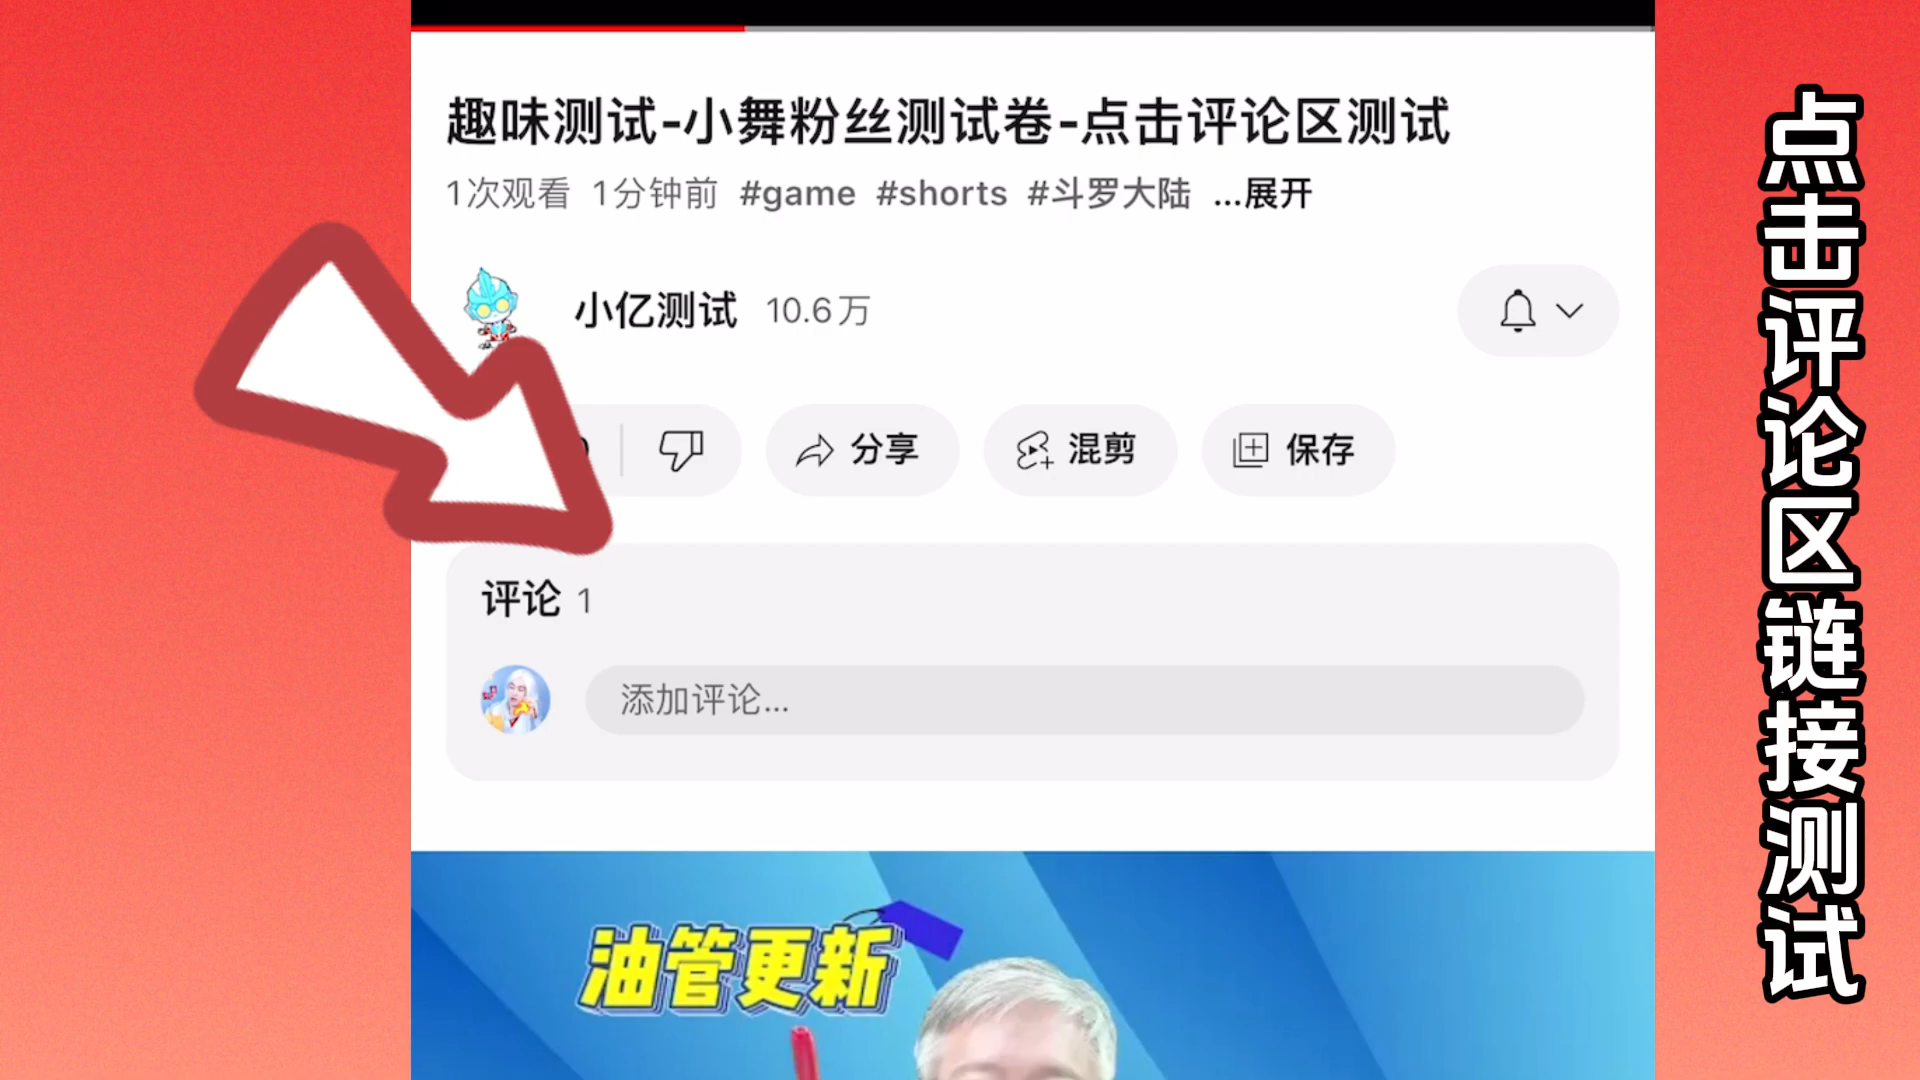 趣味测试-小舞粉丝测试卷-点击评论区测试
1次观看 1分钟前 #game #shorts #斗罗大陆 ...展开
小亿测试 10.6万
分享 混剪 保存
评论 1
添加评论...
油管更新
点击评论区链接测试